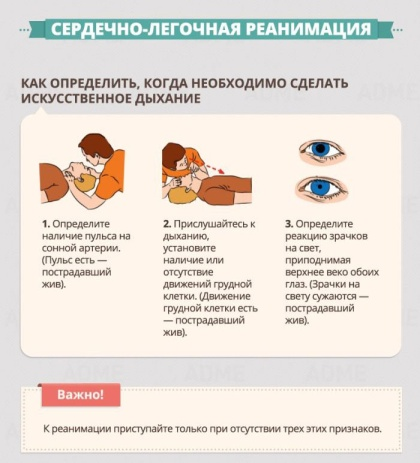 СЕРДЕЧНО-ЛЕГОЧНАЯ РЕАНИМАЦИЯ
КАК ОПРЕДЕЛИТЬ, КОГДА НЕОБХОДИМО СДЕЛАТЬ
ИСКУССТВЕННОЕ ДЫХАНИЕ
1. Определите
наличие пульса на
сонной артерии.
(Пульс есть —
пострадавший
жив).
2. Прислушайтесь к
дыханию,
установите
наличие или
отсутствие
движений грудной
клетки. (Движение
грудной клетки есть
— пострадавший
жив).
3. Определите
реакцию зрачков
на свет,
приподнимая
верхнее веко обоих
глаз. (Зрачки на
свету сужаются —
пострадавший
жив).
Важно!
К реанимации приступайте только при отсутствии трех этих признаков.
ADME
ADME